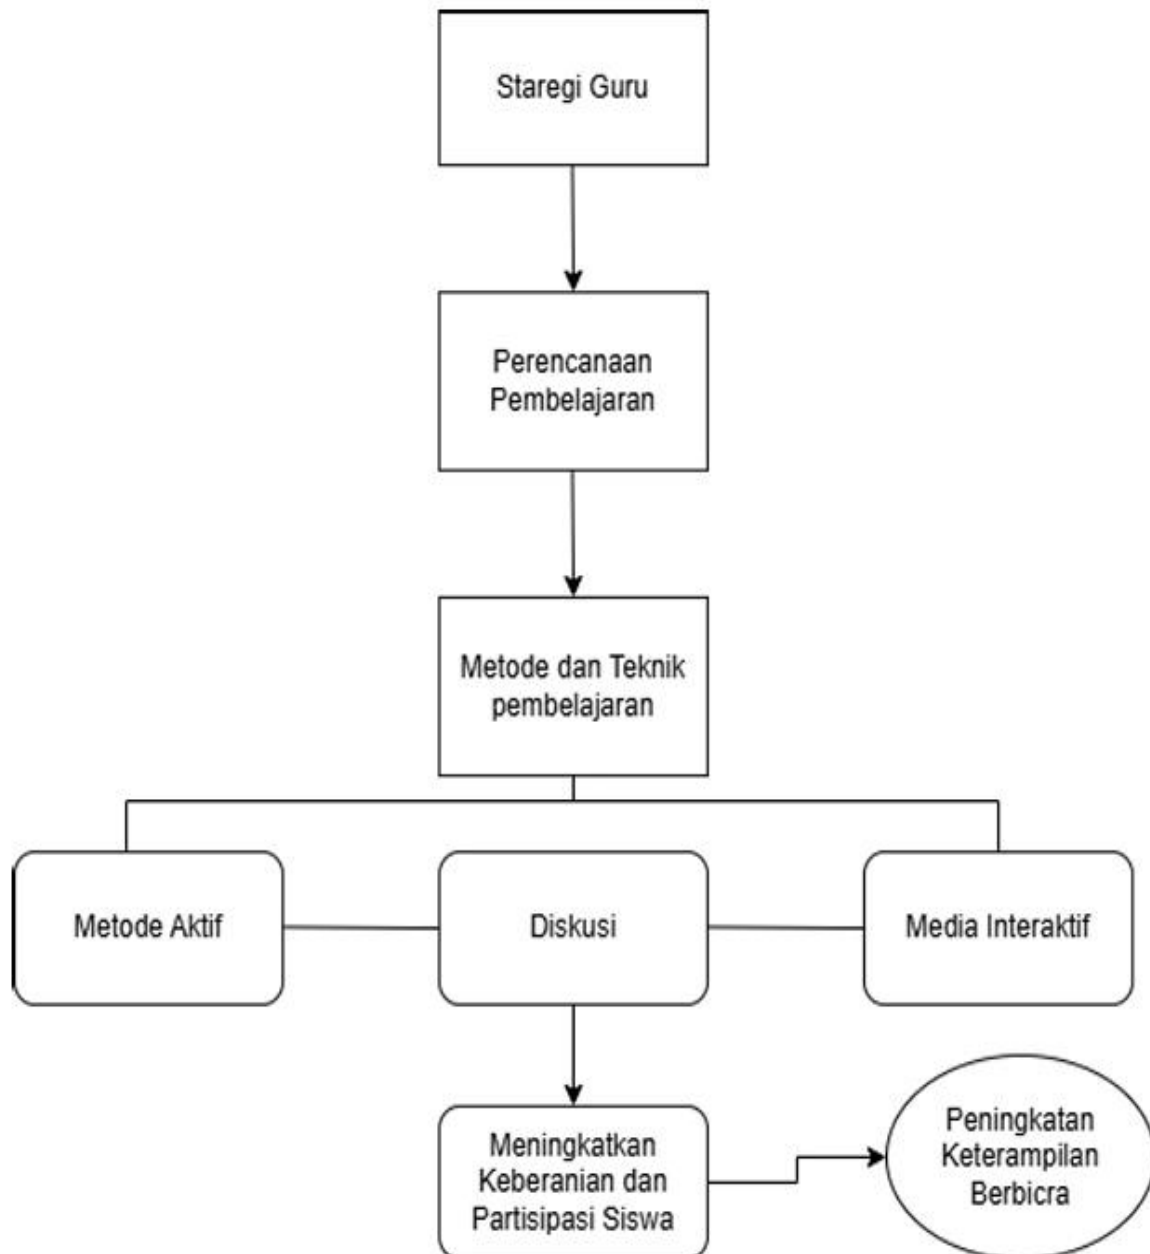 Staregi Guru
Perencanaan
Pembelajaran
Metode dan Teknik
pembelajaran
Metode Aktif
Diskusi
Media Interaktif
Meningkatkan
Keberanian dan
Partisipasi Siswa
Peningkatan
Keterampilan
Berbicra